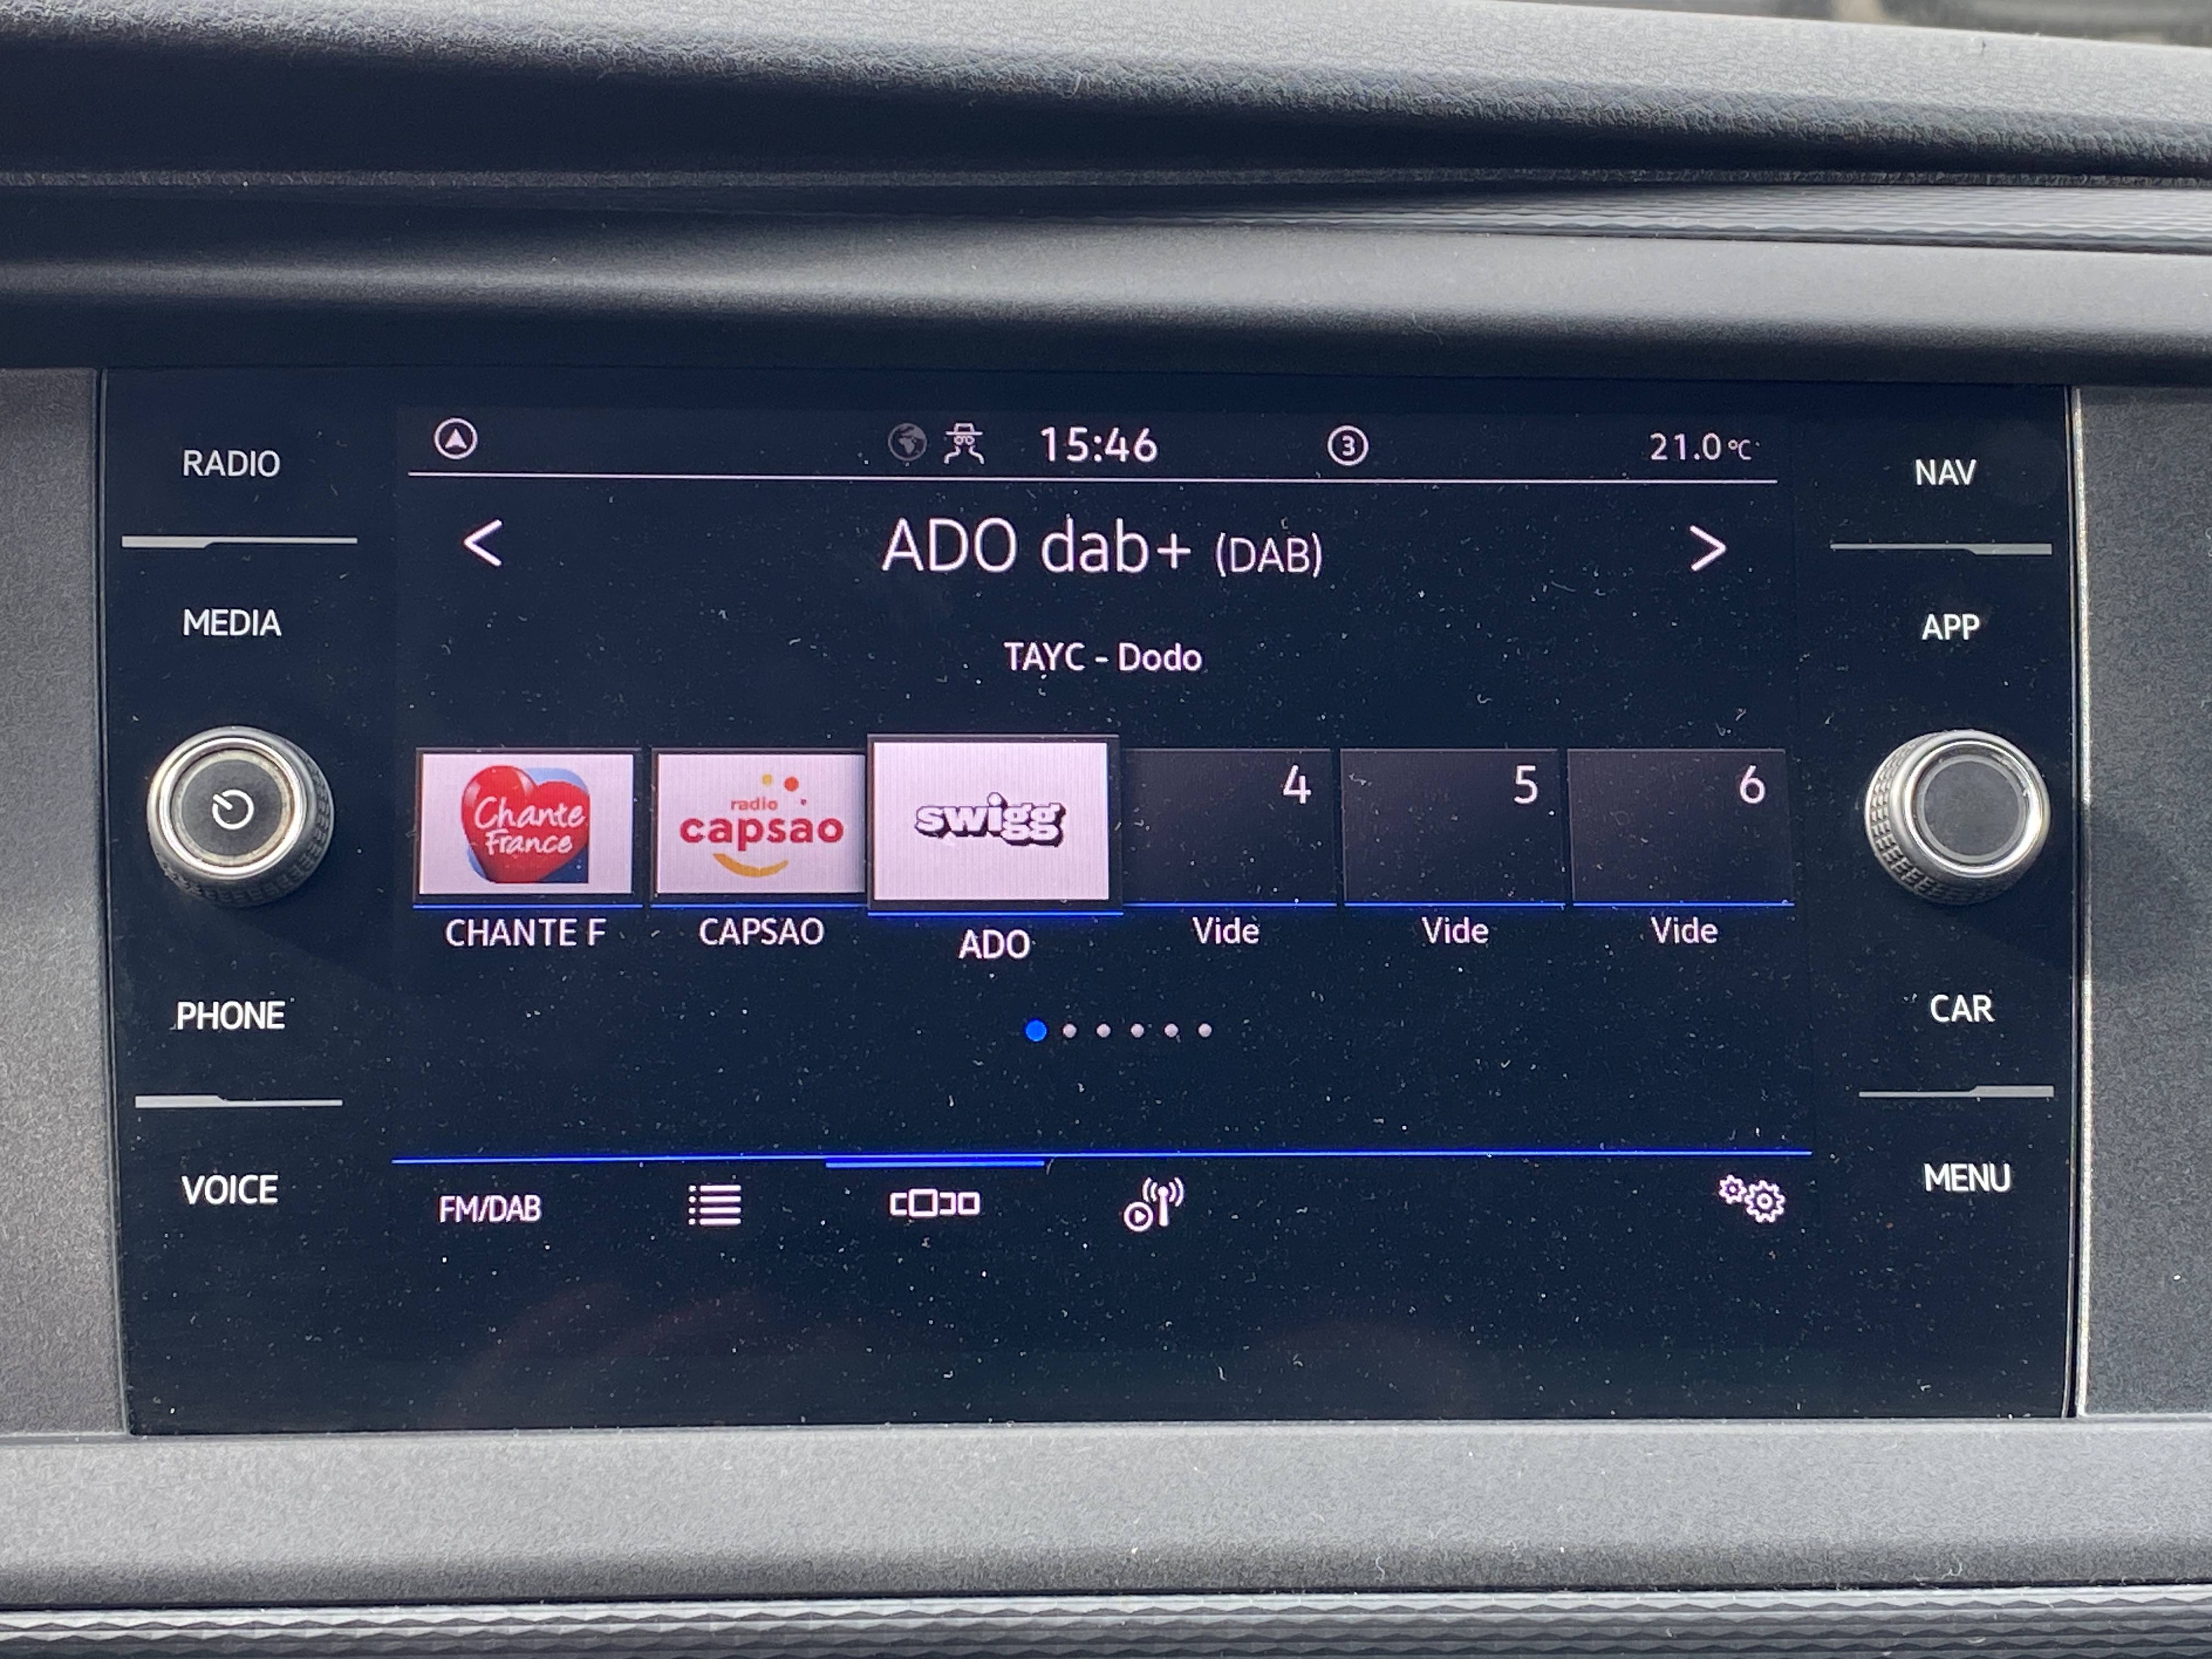 RADIO
MEDIA
PHONE
VOICE
15:46
3
21.0 °C
< ADO dab+ (DAB) >
TAYC - Dodo
Chante
France
radio
capsao
swigg
4
5
6
CHANTE F
CAPSAO
ADO
Vide
Vide
Vide
FM/DAB
NAV
APP
CAR
MENU